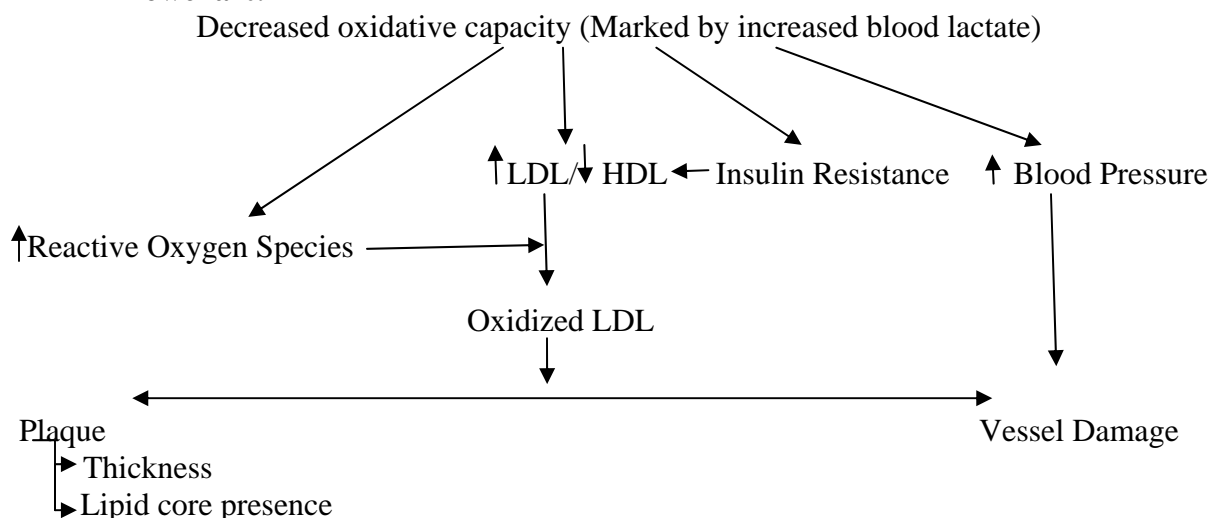 Decreased oxidative capacity (Marked by increased blood lactate)
↑LDL/↓ HDL ← Insulin Resistance ↑ Blood Pressure
↑Reactive Oxygen Species
Oxidized LDL
Plaque Vessel Damage
Thickness
Lipid core presence